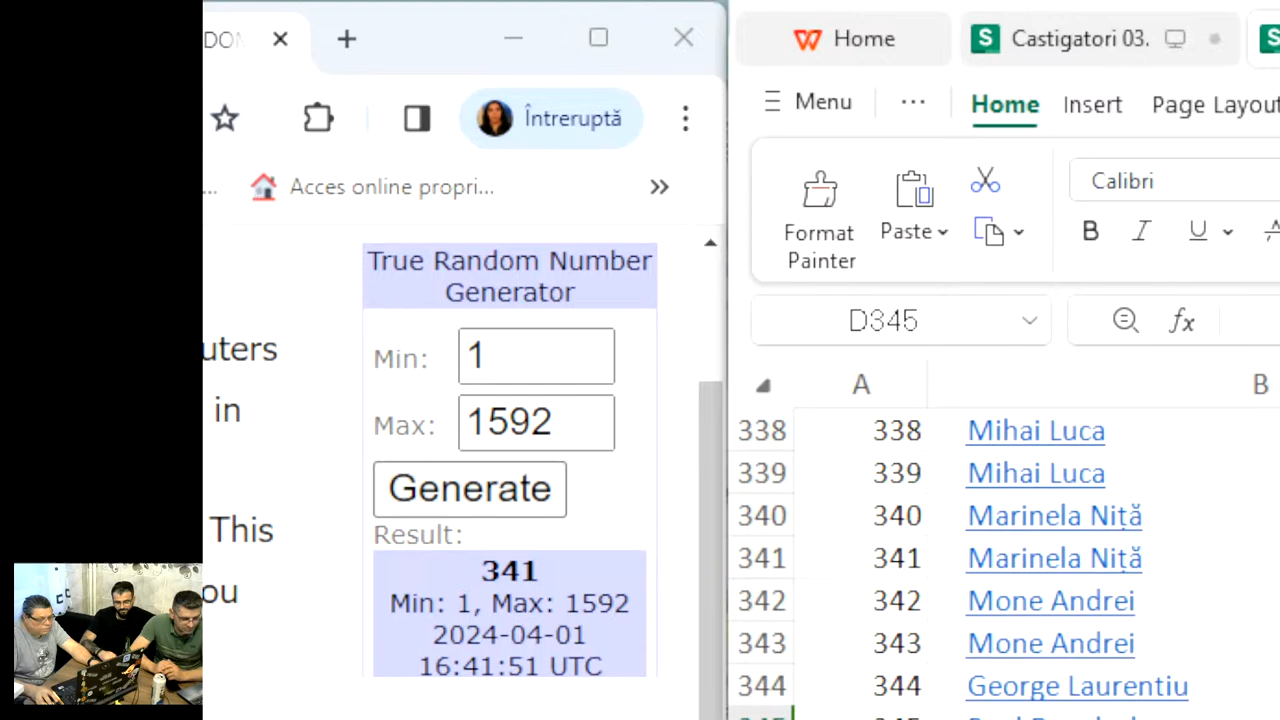 DOM
Întreruptă
Acces online propri...
»
True Random Number
Generator
Min: 1
Max: 1592
Generate
Result:
341
Min: 1, Max: 1592
2024-04-01
16:41:51 UTC
uters
in
This
ou
Home
S Castigatori 03.
S
Menu
...
Home Insert Page Layout
Format
Painter
Paste
Calibri
B I U A
D345
fx
A B
338 338 Mihai Luca
339 339 Mihai Luca
340 340 Marinela Niță
341 341 Marinela Niță
342 342 Mone Andrei
343 343 Mone Andrei
344 344 George Laurentiu
345